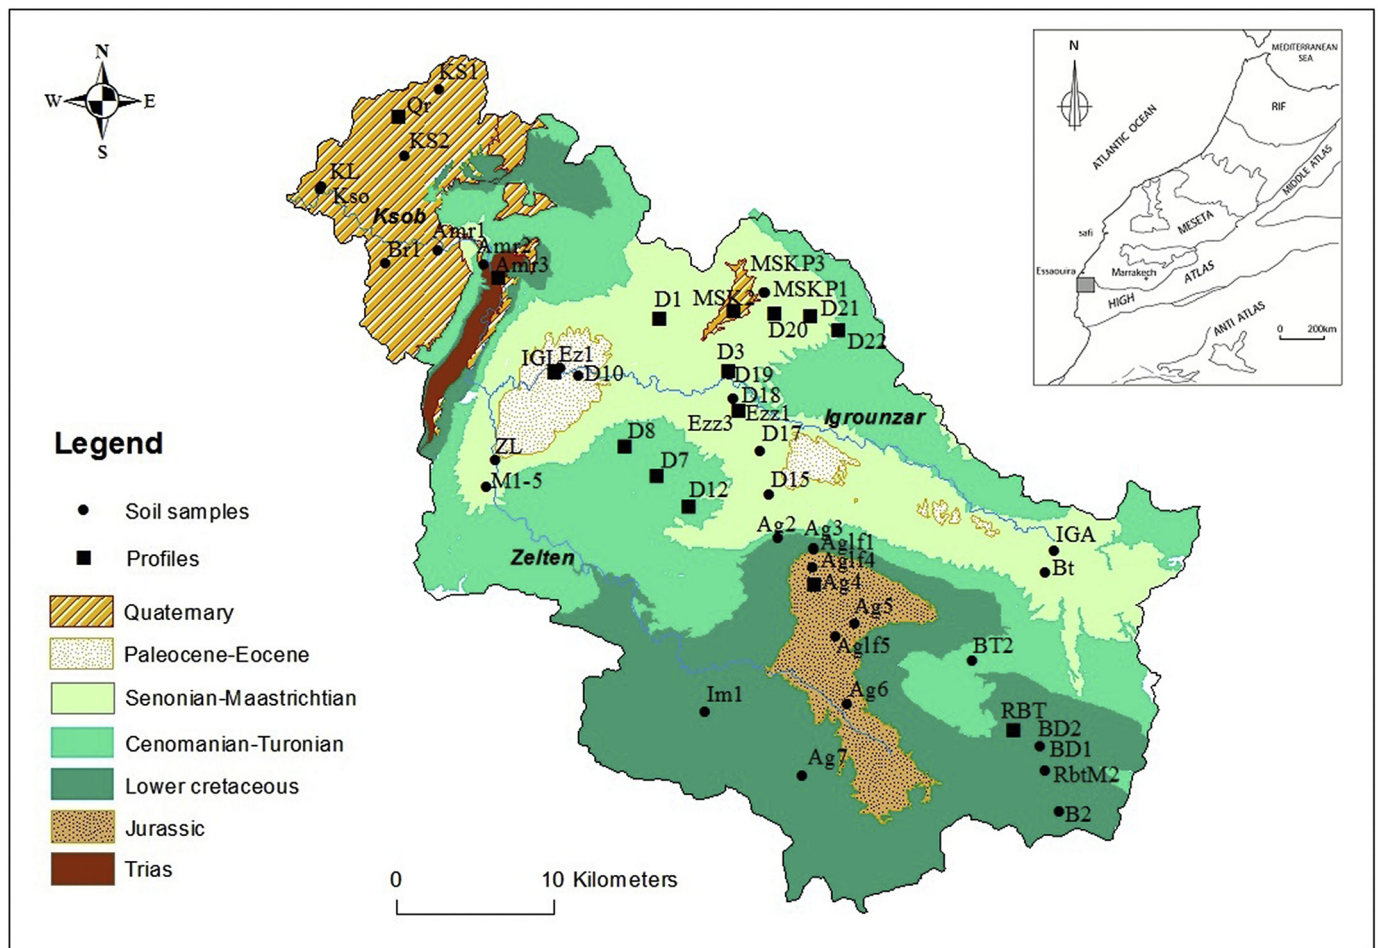 N
W
E
S
KS1
Qr
KS2
KL
Kso
Ksob
Amr1
Br1
Amr2
Amr3
MSKP3
MSKP1
MSK2
D1
D21
D20
D22
IGL
Ez1
D10
D3
D19
D18
Ezz1
Ezz3
Igrounzar
D17
D8
D7
D12
D15
ZL
M1-5
Zelten
Ag2
Ag3
Aglf1
Aglf4
Ag4
Ag5
Aglf5
Ag6
Ag7
Im1
IGA
Bt
BT2
RBT
BD2
BD1
RbtM2
B2
Legend
Soil samples
Profiles
Quaternary
Paleocene-Eocene
Senonian-Maastrichtian
Cenomanian-Turonian
Lower cretaceous
Jurassic
Trias
0 10 Kilometers
N
MEDITERRANEAN
SEA
RIF
ATLANTIC OCEAN
MIDDLE ATLAS
MESETA
safi
Essaouira
Marrakech
HIGH ATLAS
ANTI ATLAS
0 200km